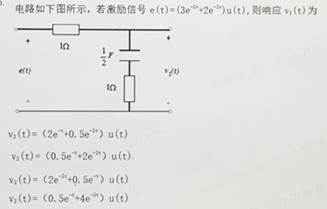 电路如下图所示，若激励信号 e(t)=(3e⁻²ᵗ+2e⁻³ᵗ)u(t)，则响应 v₂(t) 为
+ 1Ω +
1/2 F
e(t) v₂(t)
1Ω
- -
v₂(t)=(2e⁻ᵗ+0.5e⁻³ᵗ) u(t)
v₂(t)=(0.5e⁻ᵗ+2e⁻³ᵗ) u(t).
v₂(t)=(2e⁻²ᵗ+0.5e⁻ᵗ) u(t)
v₂(t)=(0.5e⁻ᵗ+4e⁻³ᵗ) u(t)